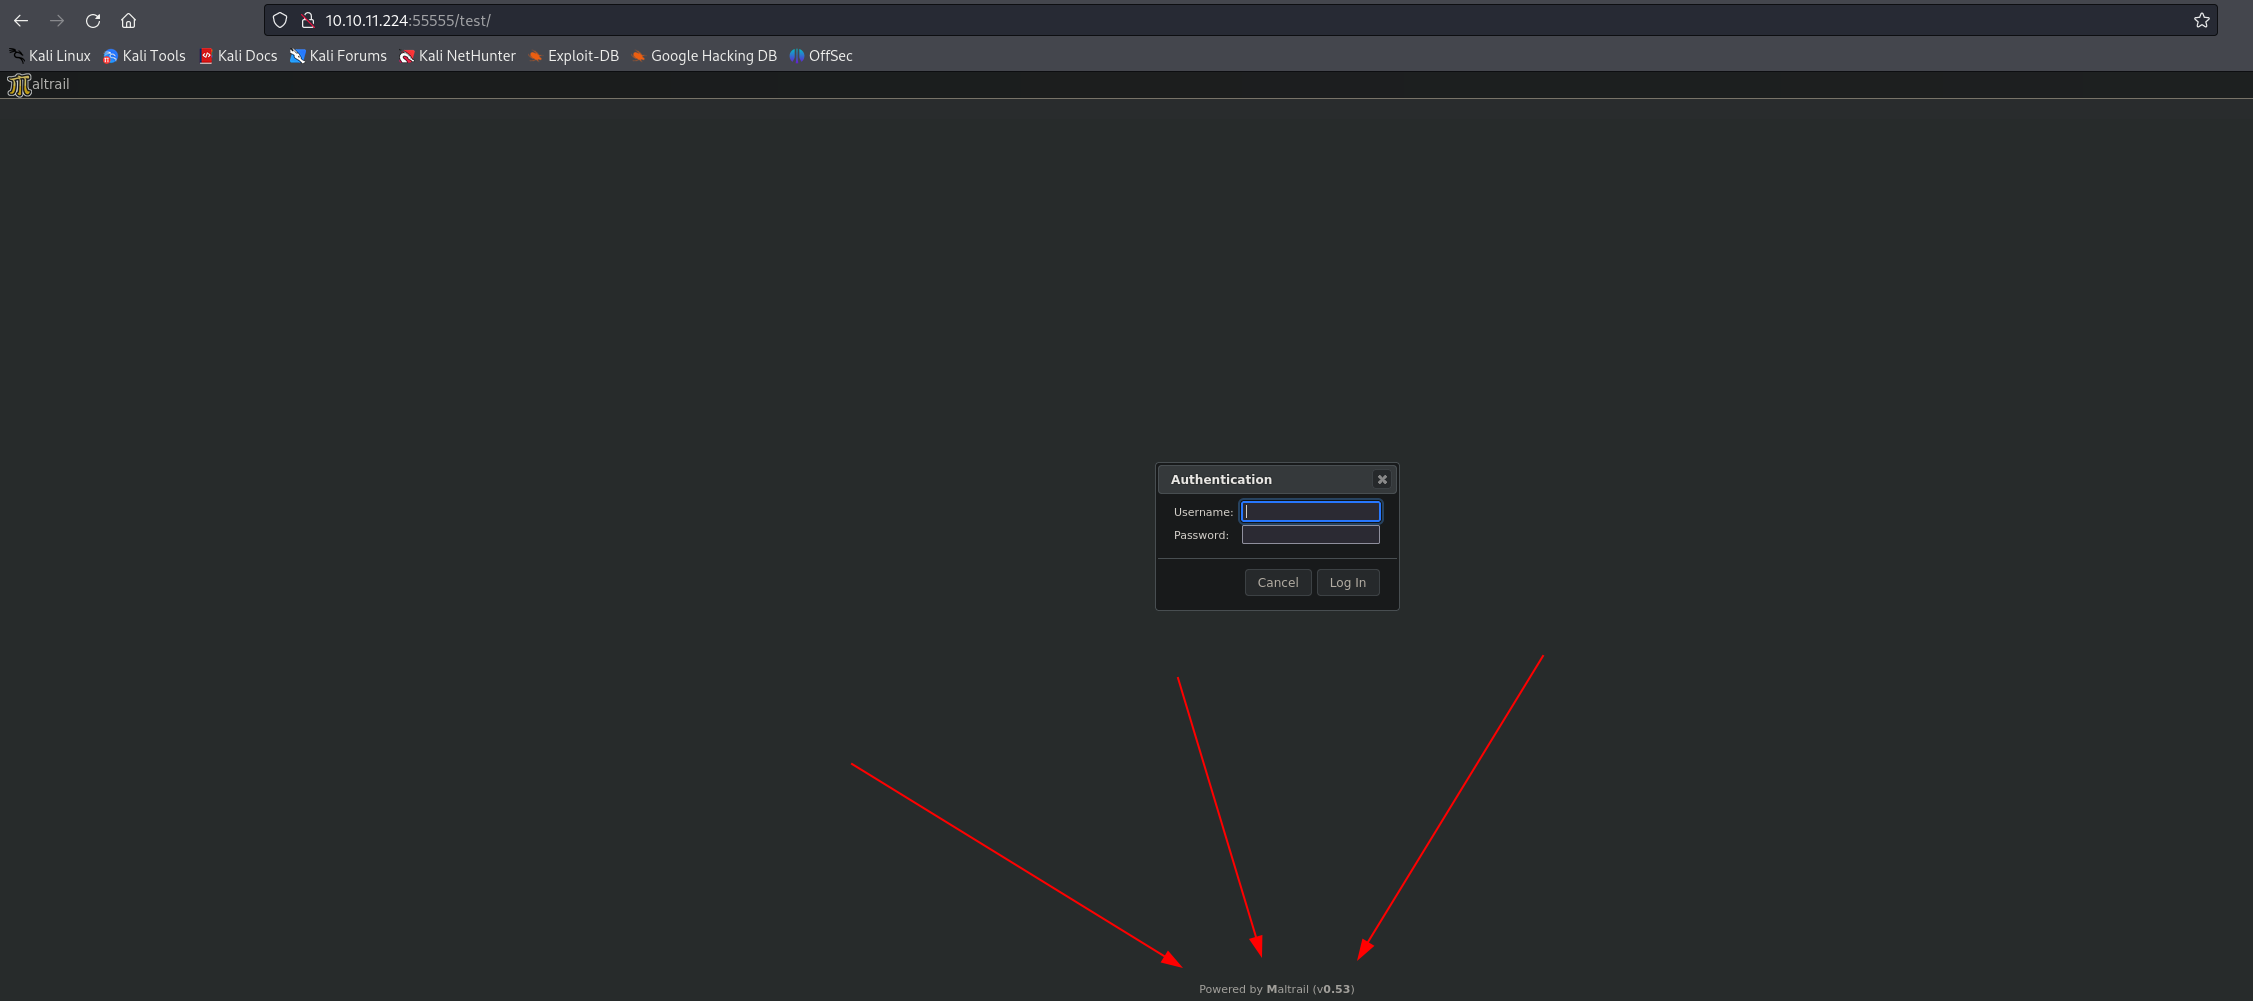 10.10.11.224:55555/test/
Kali Linux Kali Tools Kali Docs Kali Forums Kali NetHunter Exploit-DB Google Hacking DB OffSec
altrail
Authentication
Username:
Password:
Cancel Log In
Powered by Maltrail (v0.53)